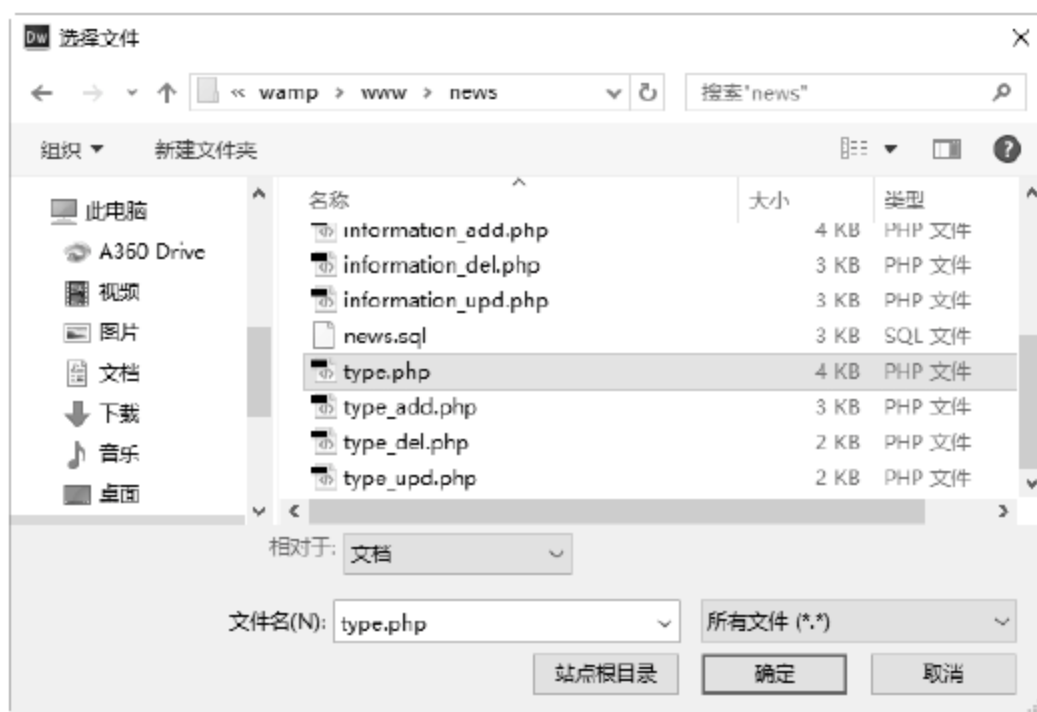 Dw 选择文件
« wamp > www > news 搜索"news"
组织 新建文件夹
名称 大小 类型
此电脑
A360 Drive
视频
图片
文档
下载
音乐
桌面
information_add.php 4 KB PHP 文件
information_del.php 3 KB PHP 文件
information_upd.php 3 KB PHP 文件
news.sql 3 KB SQL 文件
type.php 4 KB PHP 文件
type_add.php 3 KB PHP 文件
type_del.php 2 KB PHP 文件
type_upd.php 2 KB PHP 文件
相对于: 文档
文件名(N): type.php 所有文件 (*.*)
站点根目录 确定 取消